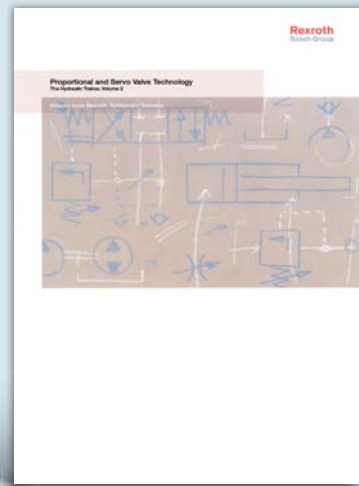 Rexroth
Bosch Group
Proportional and Servo Valve Technology
The Hydraulic Trainer, Volume 2